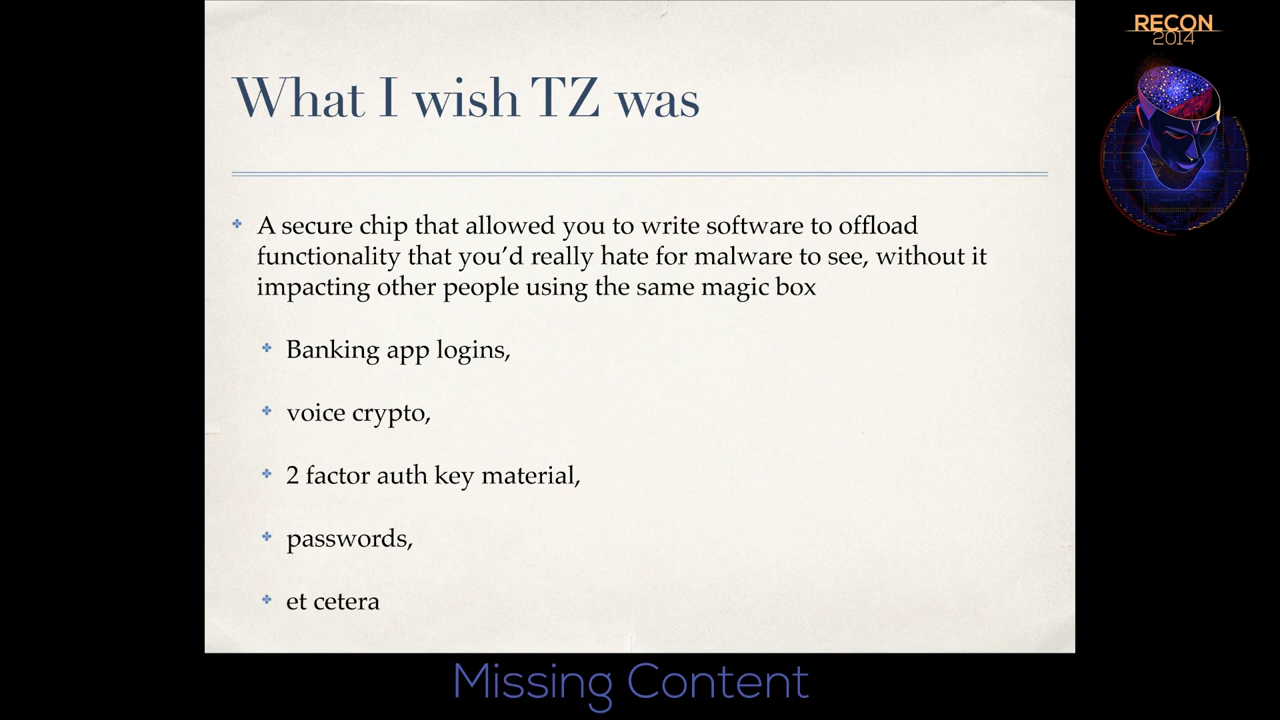 RECON
2014
What I wish TZ was
A secure chip that allowed you to write software to offload
functionality that you’d really hate for malware to see, without it
impacting other people using the same magic box
Banking app logins,
voice crypto,
2 factor auth key material,
passwords,
et cetera
Missing Content